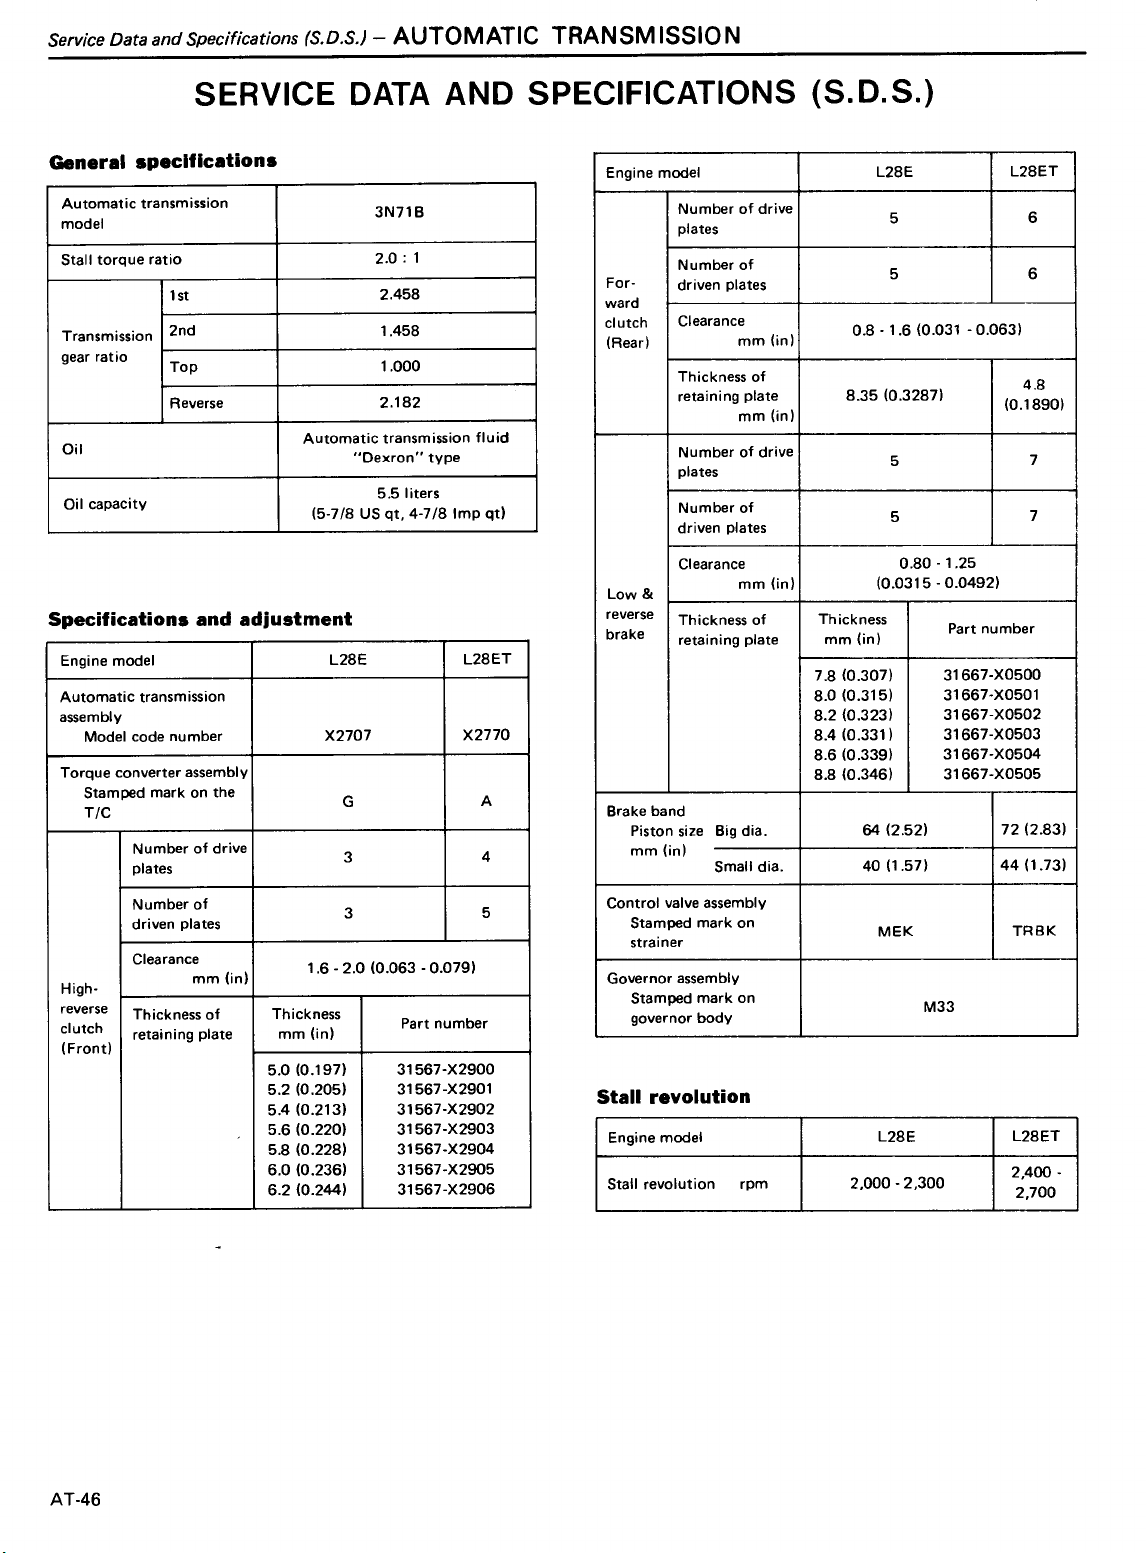 Service Data and Specifications (S.D.S.) – AUTOMATIC TRANSMISSION
SERVICE DATA AND SPECIFICATIONS (S.D.S.)
General specifications
Automatic transmission
model
3N71B
Stall torque ratio
2.0 : 1
Transmission
gear ratio
1st
2.458
2nd
1.458
Top
1.000
Reverse
2.182
Oil
Automatic transmission fluid
"Dexron" type
Oil capacity
5.5 liters
(5-7/8 US qt, 4-7/8 Imp qt)
Specifications and adjustment
Engine model
L28E
L28ET
Automatic transmission
assembly
Model code number
X2707
X2770
Torque converter assembly
Stamped mark on the
T/C
G
A
High-
reverse
clutch
(Front)
Number of drive
plates
3
4
Number of
driven plates
3
5
Clearance
mm (in)
1.6 - 2.0 (0.063 - 0.079)
Thickness of
retaining plate
Thickness
mm (in)
Part number
5.0 (0.197) 31567-X2900
5.2 (0.205) 31567-X2901
5.4 (0.213) 31567-X2902
5.6 (0.220) 31567-X2903
5.8 (0.228) 31567-X2904
6.0 (0.236) 31567-X2905
6.2 (0.244) 31567-X2906
Engine model
L28E
L28ET
For-
ward
clutch
(Rear)
Number of drive
plates
5
6
Number of
driven plates
5
6
Clearance
mm (in)
0.8 - 1.6 (0.031 - 0.063)
Thickness of
retaining plate
mm (in)
8.35 (0.3287)
4.8
(0.1890)
Low &
reverse
brake
Number of drive
plates
5
7
Number of
driven plates
5
7
Clearance
mm (in)
0.80 - 1.25
(0.0315 - 0.0492)
Thickness of
retaining plate
Thickness
mm (in)
Part number
7.8 (0.307) 31667-X0500
8.0 (0.315) 31667-X0501
8.2 (0.323) 31667-X0502
8.4 (0.331) 31667-X0503
8.6 (0.339) 31667-X0504
8.8 (0.346) 31667-X0505
Brake band
Piston size Big dia.
mm (in)
64 (2.52)
72 (2.83)
Small dia.
40 (1.57)
44 (1.73)
Control valve assembly
Stamped mark on
strainer
MEK
TRBK
Governor assembly
Stamped mark on
governor body
M33
Stall revolution
Engine model
L28E
L28ET
Stall revolution rpm
2,000 - 2,300
2,400 -
2,700
AT-46